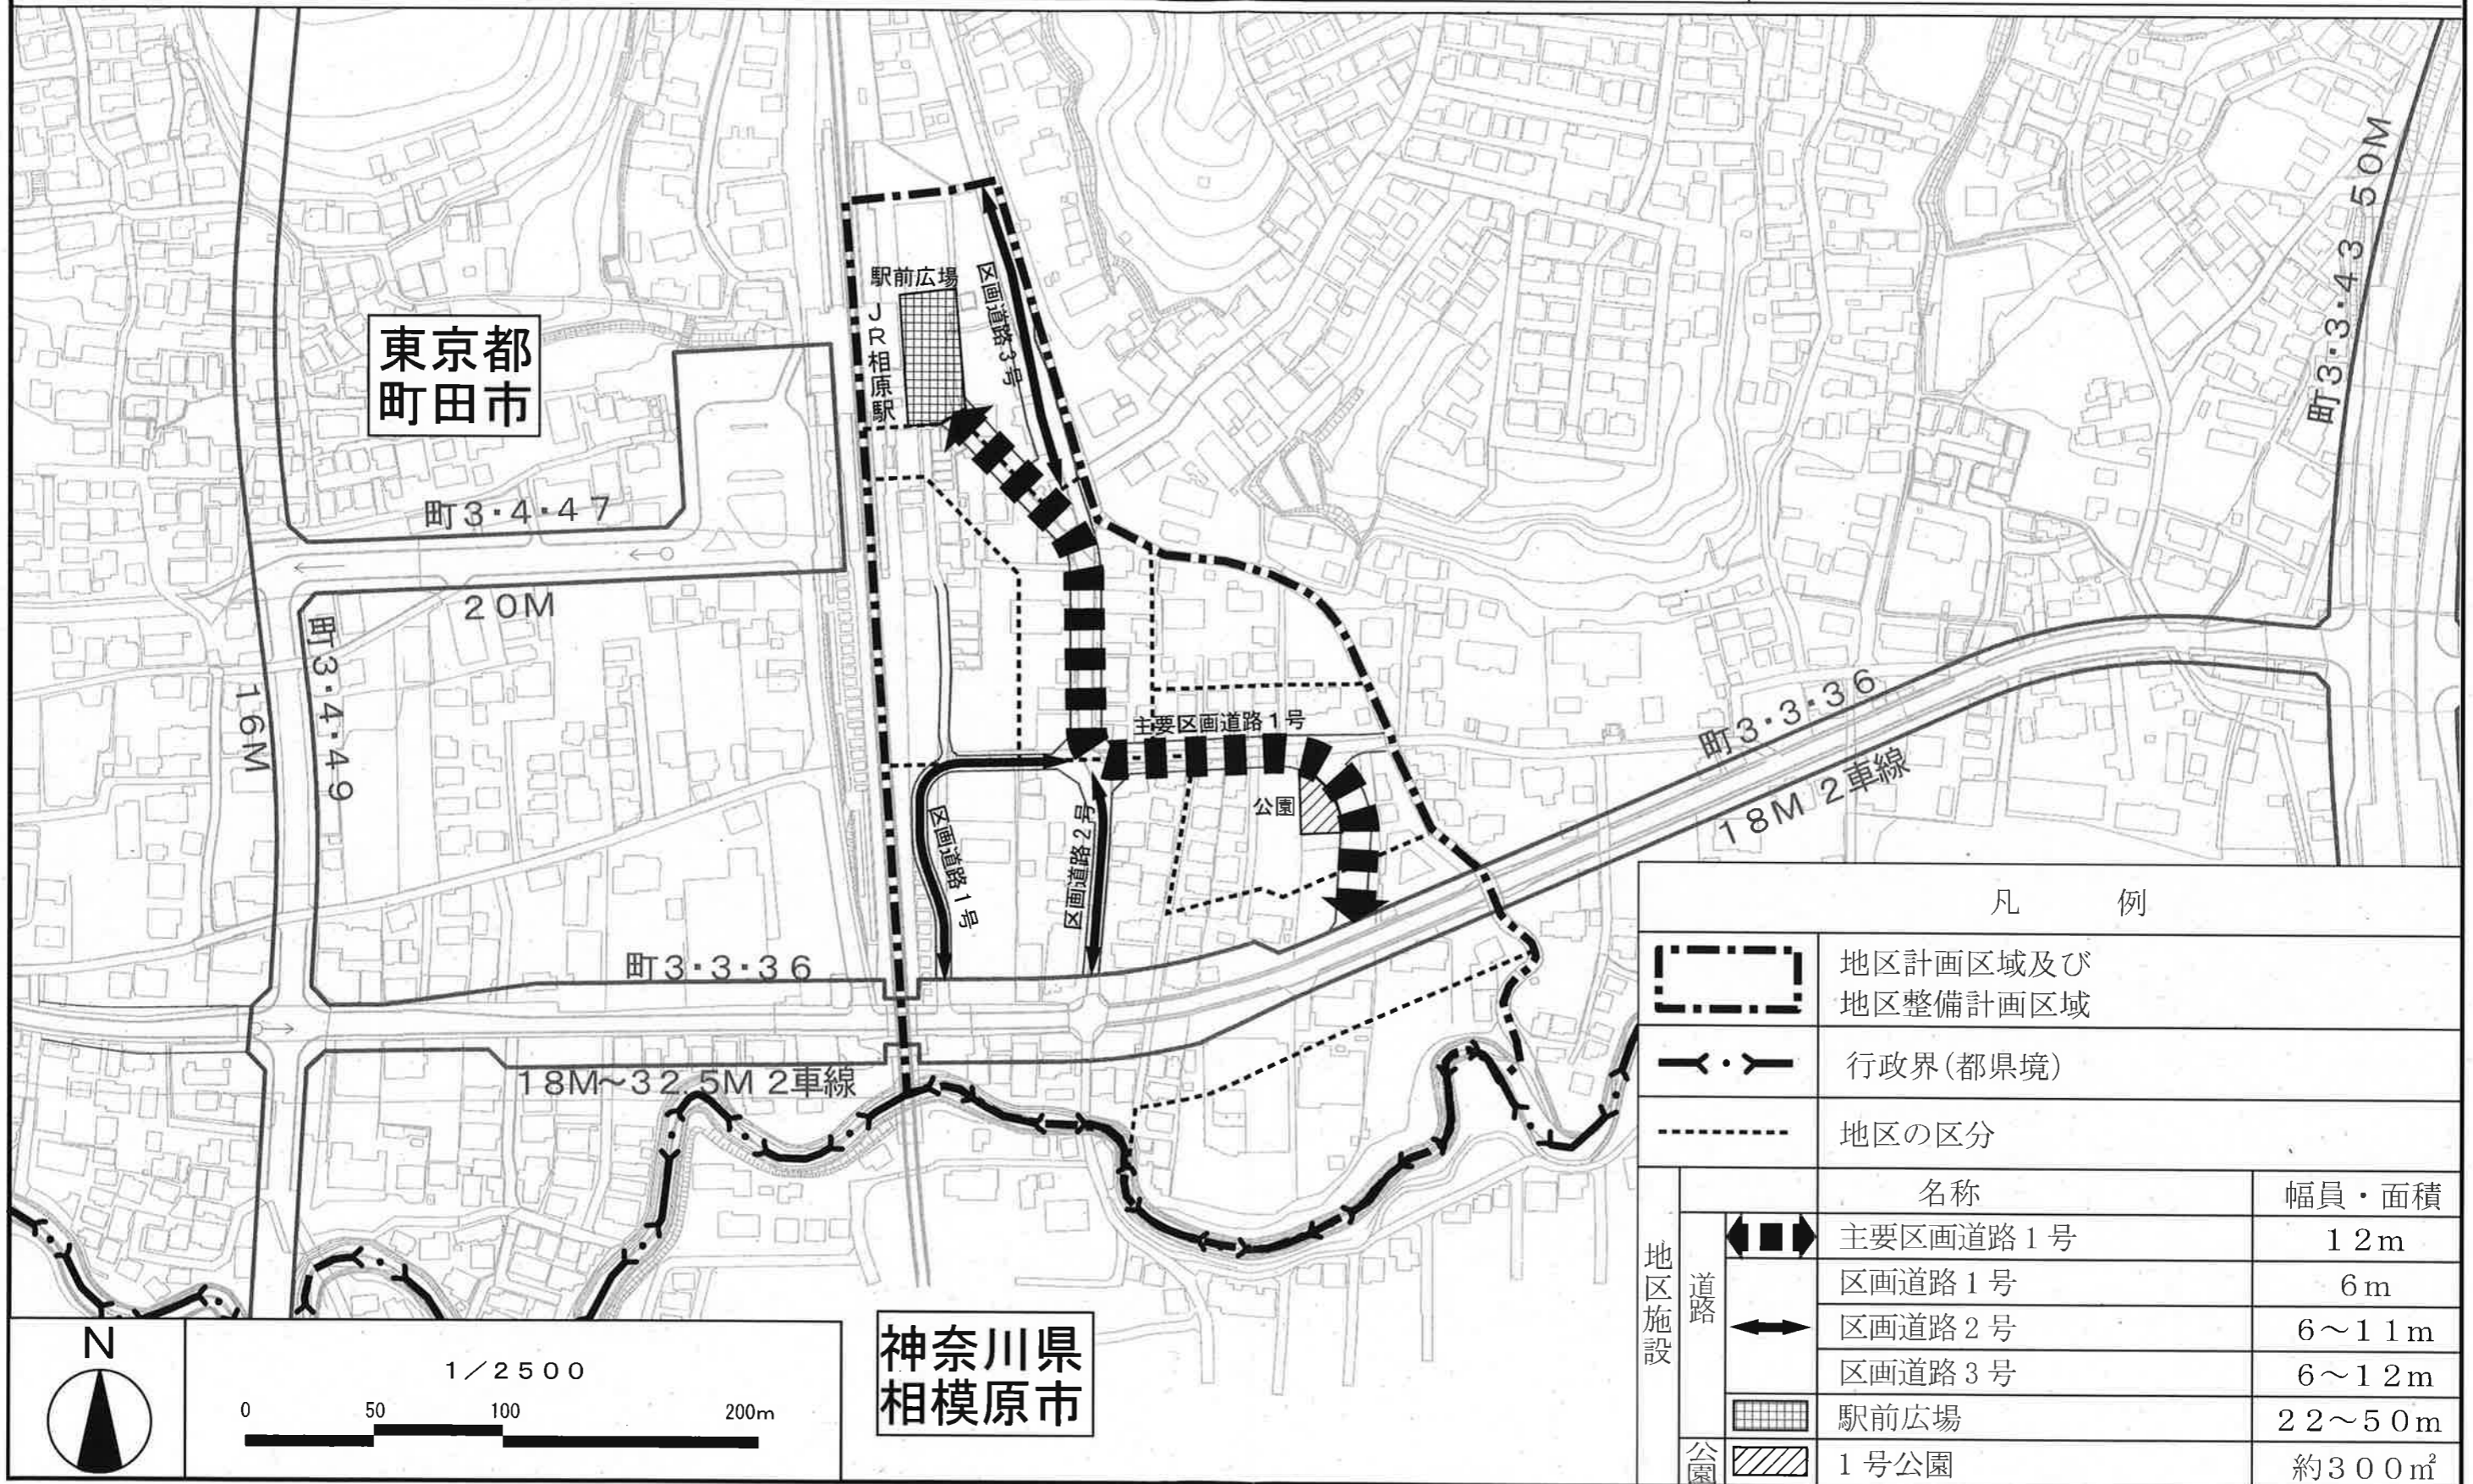 駅前広場
JR相原駅
区画道路3号
東京都
町田市
町3・3・43 50M
町3・4・47
20M
町3・4・49
16M
主要区画道路1号
公園
区画道路1号
区画道路2号
町3・3・36
18M 2車線
町3・3・36
18M～32.5M 2車線
神奈川県
相模原市
N
1／2500
0 50 100 200m
凡 例
地区計画区域及び
地区整備計画区域
行政界(都県境)
地区の区分
地区施設
名称 幅員・面積
道路
主要区画道路1号 12m
区画道路1号 6m
区画道路2号 6～11m
区画道路3号 6～12m
駅前広場 22～50m
公園
1号公園 約300㎡